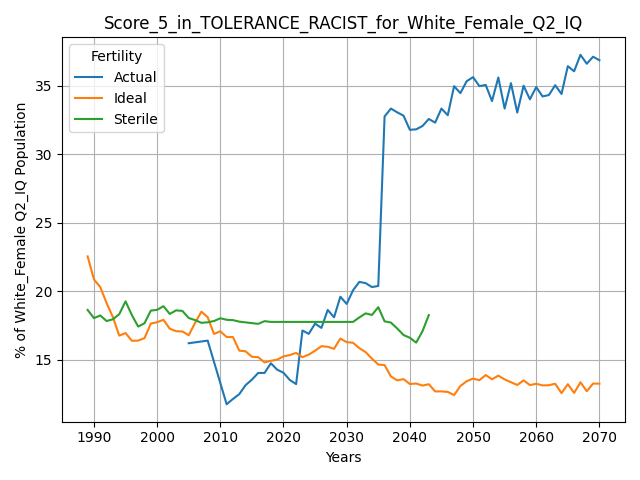 Score_5_in_TOLERANCE_RACIST_for_White_Female_Q2_IQ
Fertility
Actual
Ideal
Sterile
% of White_Female Q2_IQ Population
35
30
25
20
15
1990 2000 2010 2020 2030 2040 2050 2060 2070
Years